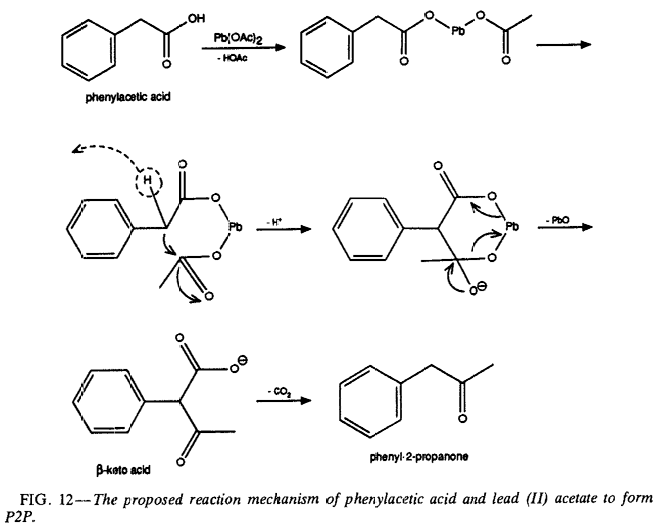 OH
O
phenylacetic acid
Pb(OAc)₂
- HOAc
O Pb O
O O
H
O
O
Pb
O
O
- H⁺
O
O
Pb
O
O⊖
- PbO
O
O⊖
O
β-keto acid
- CO₂
O
phenyl-2-propanone
FIG. 12—The proposed reaction mechanism of phenylacetic acid and lead (II) acetate to form
P2P.